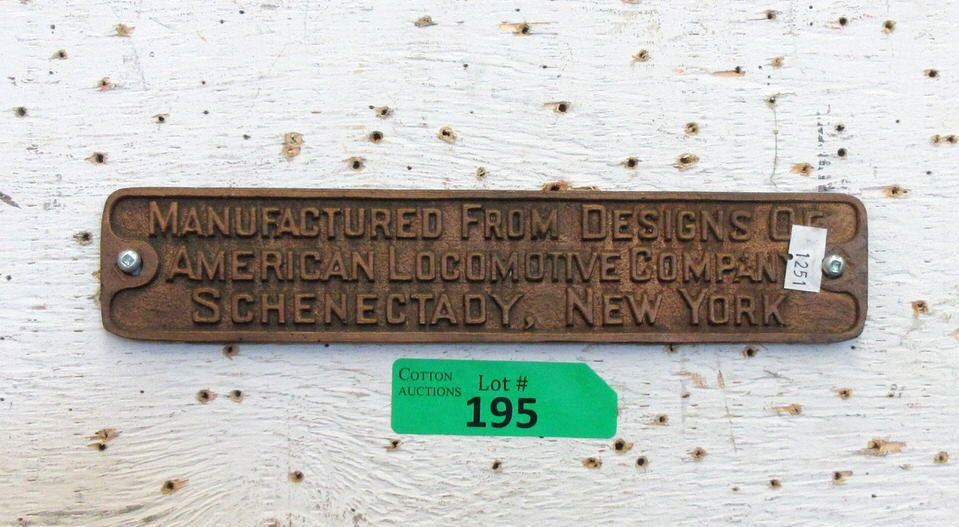 MANUFACTURED FROM DESIGNS OF
AMERICAN LOCOMOTIVE COMPANY
SCHENECTADY, NEW YORK
1251
COTTON
AUCTIONS
Lot #
195